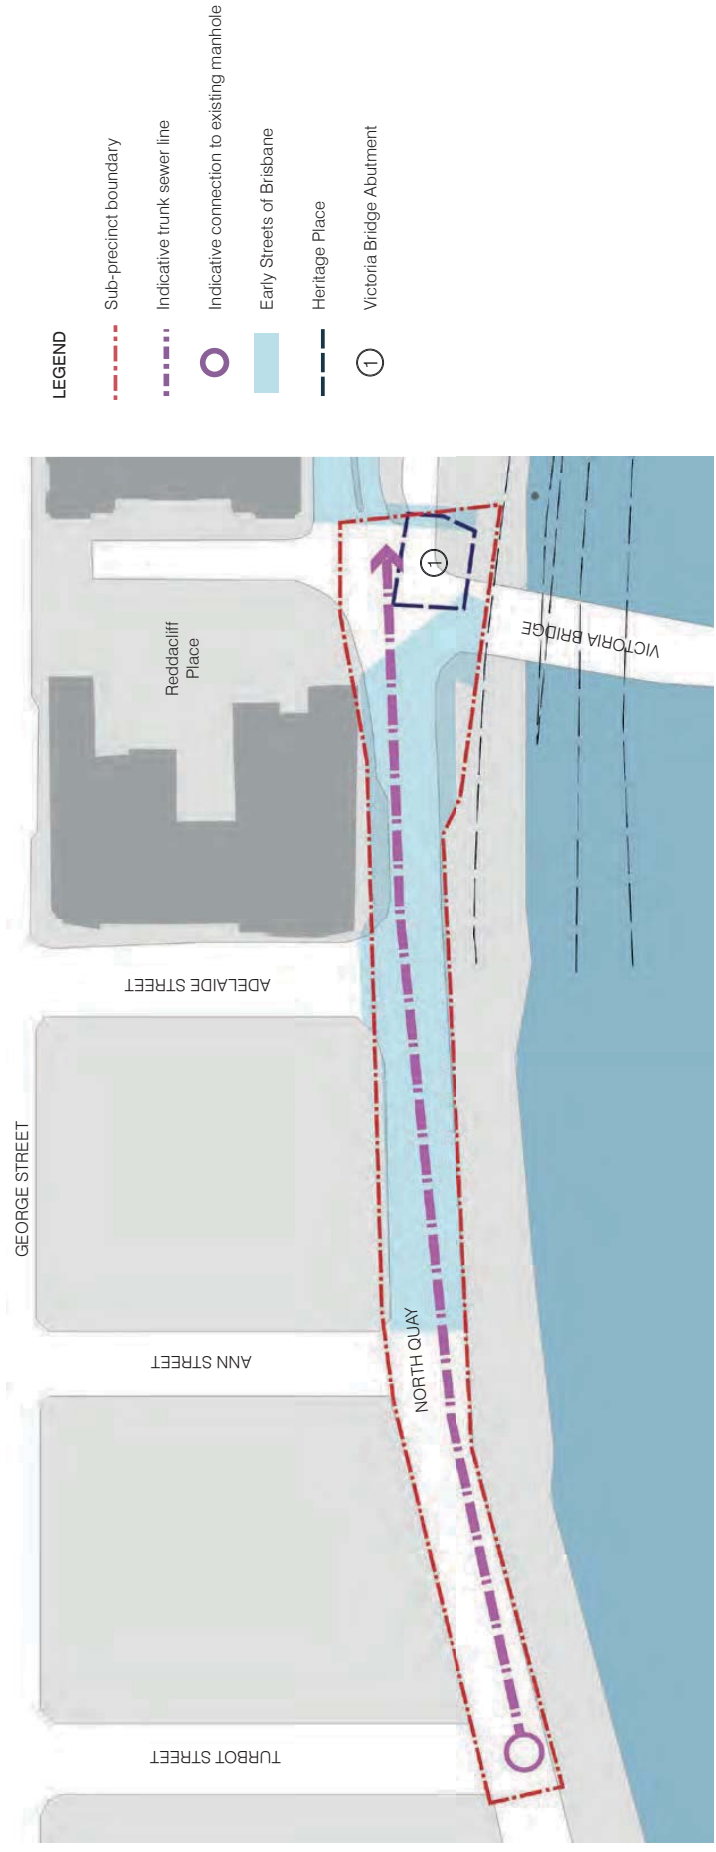 LEGEND
Sub-precinct boundary
Indicative trunk sewer line
Indicative connection to existing manhole
Early Streets of Brisbane
Heritage Place
1 Victoria Bridge Abutment
GEORGE STREET
TURBOT STREET
ANN STREET
ADELAIDE STREET
Reddacliff
Place
NORTH QUAY
1
VICTORIA BRIDGE